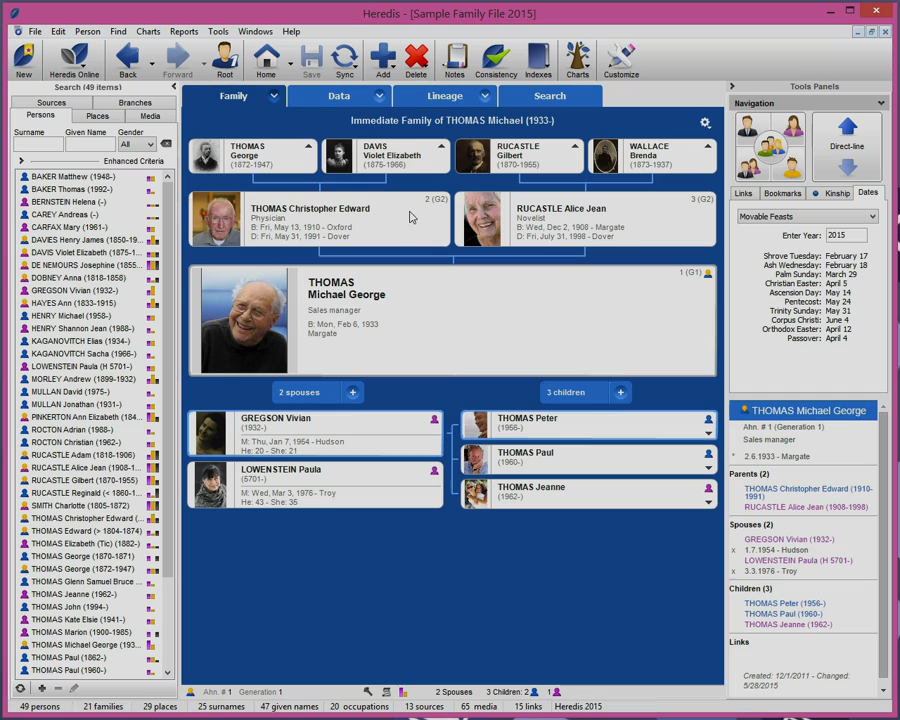 Heredis - [Sample Family File 2015]
File Edit Person Find Charts Reports Tools Windows Help
New Heredis Online Back Forward Root Home Save Sync Add Delete Notes Consistency Indexes Charts Customize
Search (49 items)
Sources Branches
Persons Places Media
Surname Given Name Gender
All
Enhanced Criteria
BAKER Matthew (1948-)
BAKER Thomas (1992-)
BERNSTEIN Helena (-)
CAREY Andreas (-)
CARFAX Mary (1961-)
DAVIES Henry James (1850-19...
DAVIS Violet Elizabeth (1875...
DE NEMOURS Josephine (1855...
DOBNEY Anna (1818-1858)
GREGSON Vivian (1932-)
HAYES Ann (1833-1915)
HENRY Michael (1958-)
HENRY Shannon Jean (1988-)
KAGANOVITCH Elias (1934-)
KAGANOVITCH Sacha (1966-)
LOWENSTEIN Paula (H 5701-)
MORLEY Andrew (1899-1932)
MULLAN David (1975-)
MULLAN Jonathan (1931-)
PINKERTON Ann Elizabeth (184...
ROCTON Adrian (1988-)
ROCTON Christian (1962-)
RUCASTLE Adam (1818-1906)
RUCASTLE Alice Jean (1908-1...
RUCASTLE Gilbert (1870-1955)
RUCASTLE Reginald (< 1860-1...
SMITH Charlotte (1805-1872)
THOMAS Christopher Edward (...
THOMAS Edward (> 1804-1874)
THOMAS Elizabeth (Tic) (1882-)
THOMAS George (1870-1871)
THOMAS George (1872-1947)
THOMAS Glenn Samuel Bruce ...
THOMAS Jeanne (1962-)
THOMAS John (1994-)
THOMAS Kate Elsie (1941-)
THOMAS Marion (1900-1985)
THOMAS Michael George (193...
THOMAS Paul (1862-)
THOMAS Paul (1960-)
Family Data Lineage Search
Immediate Family of THOMAS Michael (1933-)
THOMAS
George
(1872-1947)
DAVIS
Violet Elizabeth
(1875-1966)
RUCASTLE
Gilbert
(1870-1955)
WALLACE
Brenda
(1873-1937)
2 (G2)
THOMAS Christopher Edward
Physician
B: Fri, May 13, 1910 - Oxford
D: Fri, May 31, 1991 - Dover
3 (G2)
RUCASTLE Alice Jean
Novelist
B: Wed, Dec 2, 1908 - Margate
D: Fri, July 31, 1998 - Dover
1 (G1)
THOMAS
Michael George
Sales manager
B: Mon, Feb 6, 1933
Margate
2 spouses
3 children
GREGSON Vivian
(1932-)
M: Thu, Jan 7, 1954 - Hudson
He: 20 - She: 21
LOWENSTEIN Paula
(5701-)
M: Wed, Mar 3, 1976 - Troy
He: 43 - She: 35
THOMAS Peter
(1956-)
THOMAS Paul
(1960-)
THOMAS Jeanne
(1962-)
Ahn. # 1 Generation 1 2 Spouses 3 Children: 2 1
49 persons 21 families 29 places 25 surnames 47 given names 20 occupations 13 sources 65 media 15 links Heredis 2015
Tools Panels
Navigation
Direct-line
Links Bookmarks Kinship Dates
Movable Feasts
Enter Year: 2015
Shrove Tuesday: February 17
Ash Wednesday: February 18
Palm Sunday: March 29
Christian Easter: April 5
Ascension Day: May 14
Pentecost: May 24
Trinity Sunday: May 31
Corpus Christi: June 4
Orthodox Easter: April 12
Passover: April 4
THOMAS Michael George
Ahn. # 1 (Generation 1)
Sales manager
* 2.6.1933 - Margate
Parents (2)
THOMAS Christopher Edward (1910-
1991)
RUCASTLE Alice Jean (1908-1998)
Spouses (2)
GREGSON Vivian (1932-)
x 1.7.1954 - Hudson
LOWENSTEIN Paula (H 5701-)
x 3.3.1976 - Troy
Children (3)
THOMAS Peter (1956-)
THOMAS Paul (1960-)
THOMAS Jeanne (1962-)
Links
Created: 12/1/2011 - Changed:
5/28/2015